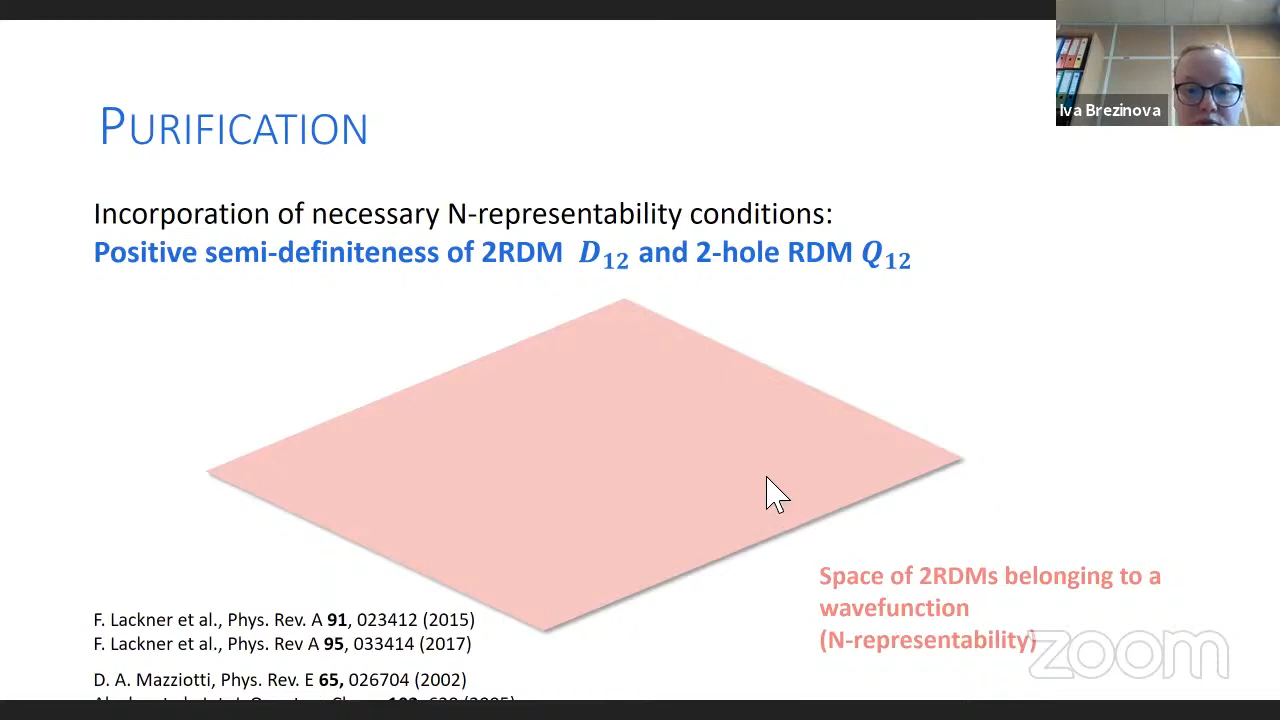 Iva Brezinova
PURIFICATION
Incorporation of necessary N-representability conditions:
Positive semi-definiteness of 2RDM D₁₂ and 2-hole RDM Q₁₂
Space of 2RDMs belonging to a
wavefunction
(N-representability)
F. Lackner et al., Phys. Rev. A 91, 023412 (2015)
F. Lackner et al., Phys. Rev A 95, 033414 (2017)
D. A. Mazziotti, Phys. Rev. E 65, 026704 (2002)
zoom